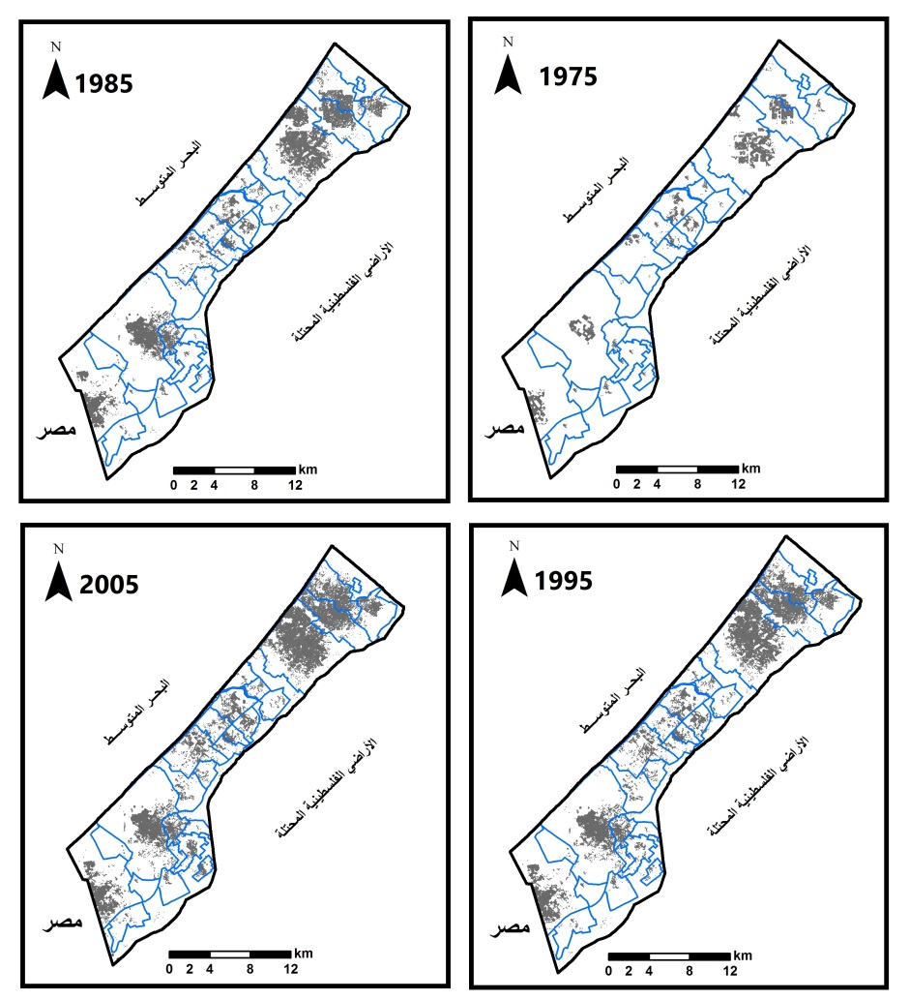 N
1985
البحر المتوسط
الأراضي الفلسطينية المحتلة
مصر
km
0 2 4 8 12
N
1975
البحر المتوسط
الأراضي الفلسطينية المحتلة
مصر
km
0 2 4 8 12
N
2005
البحر المتوسط
الأراضي الفلسطينية المحتلة
مصر
km
0 2 4 8 12
N
1995
البحر المتوسط
الأراضي الفلسطينية المحتلة
مصر
km
0 2 4 8 12